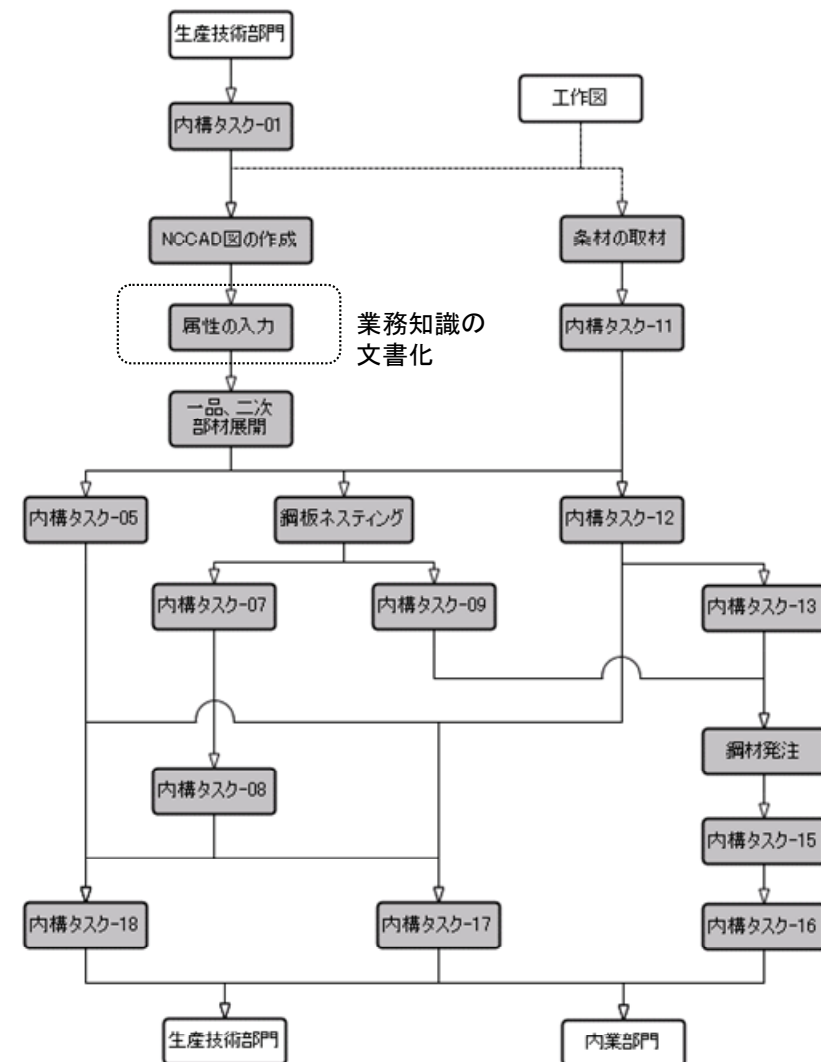 生産技術部門
工作図
内構タスク-01
NCCAD図の作成
条材の取材
属性の入力
業務知識の
文書化
内構タスク-11
一品、二次
部材展開
内構タスク-05
鋼板ネスティング
内構タスク-12
内構タスク-07
内構タスク-09
内構タスク-13
鋼材発注
内構タスク-08
内構タスク-15
内構タスク-18
内構タスク-17
内構タスク-16
生産技術部門
内業部門